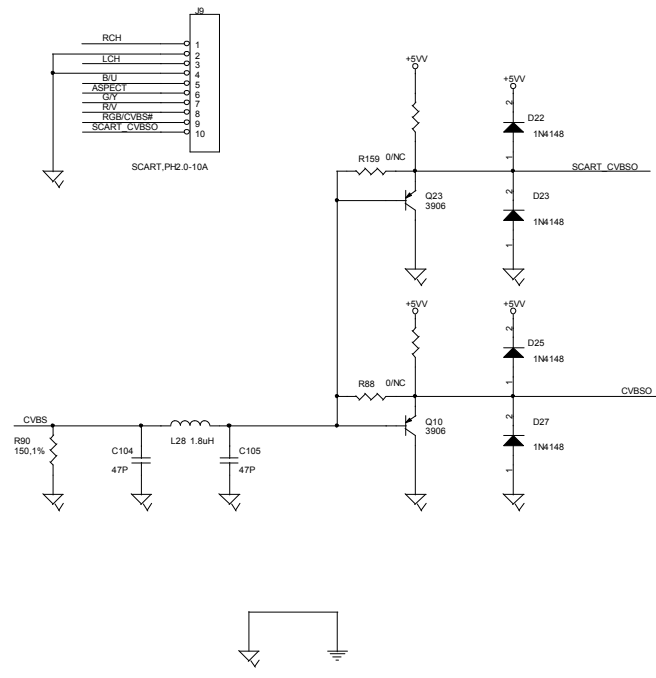 J9
RCH
1
2
LCH
3
4
B/U
5
ASPECT
6
G/Y
7
R/V
8
RGB/CVBS#
9
SCART_CVBSO
10
SCART,PH2.0-10A
+5VV
+5VV
2
D22
1N4148
1
R159 0/NC
SCART_CVBSO
Q23
3906
2
D23
1N4148
1
+5VV
+5VV
2
D25
1N4148
1
R88 0/NC
CVBSO
CVBS
R90
150,1%
C104
47P
L28 1.8uH
C105
47P
Q10
3906
2
D27
1N4148
1